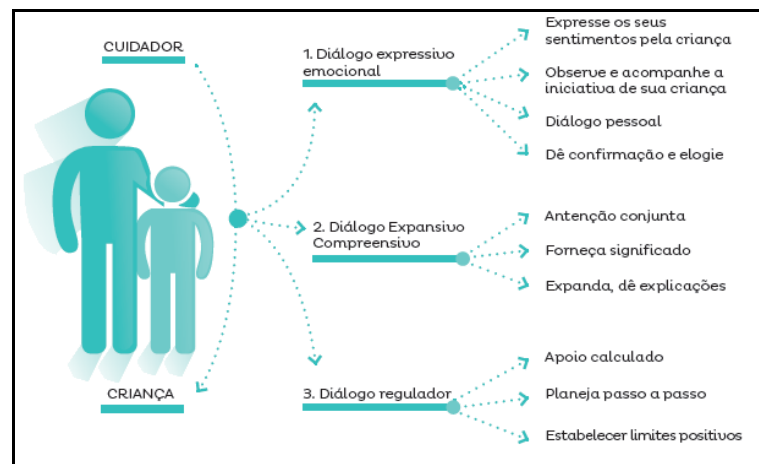 CUIDADOR
1. Diálogo expressivo
emocional
Expresse os seus
sentimentos pela criança
Observe e acompanhe a
iniciativa de sua criança
Diálogo pessoal
Dê confirmação e elogie
2. Diálogo Expansivo
Compreensivo
Antenção conjunta
Forneça significado
Expanda, dê explicações
3. Diálogo regulador
Apoio calculado
Planeja passo a passo
Estabelecer limites positivos
CRIANÇA